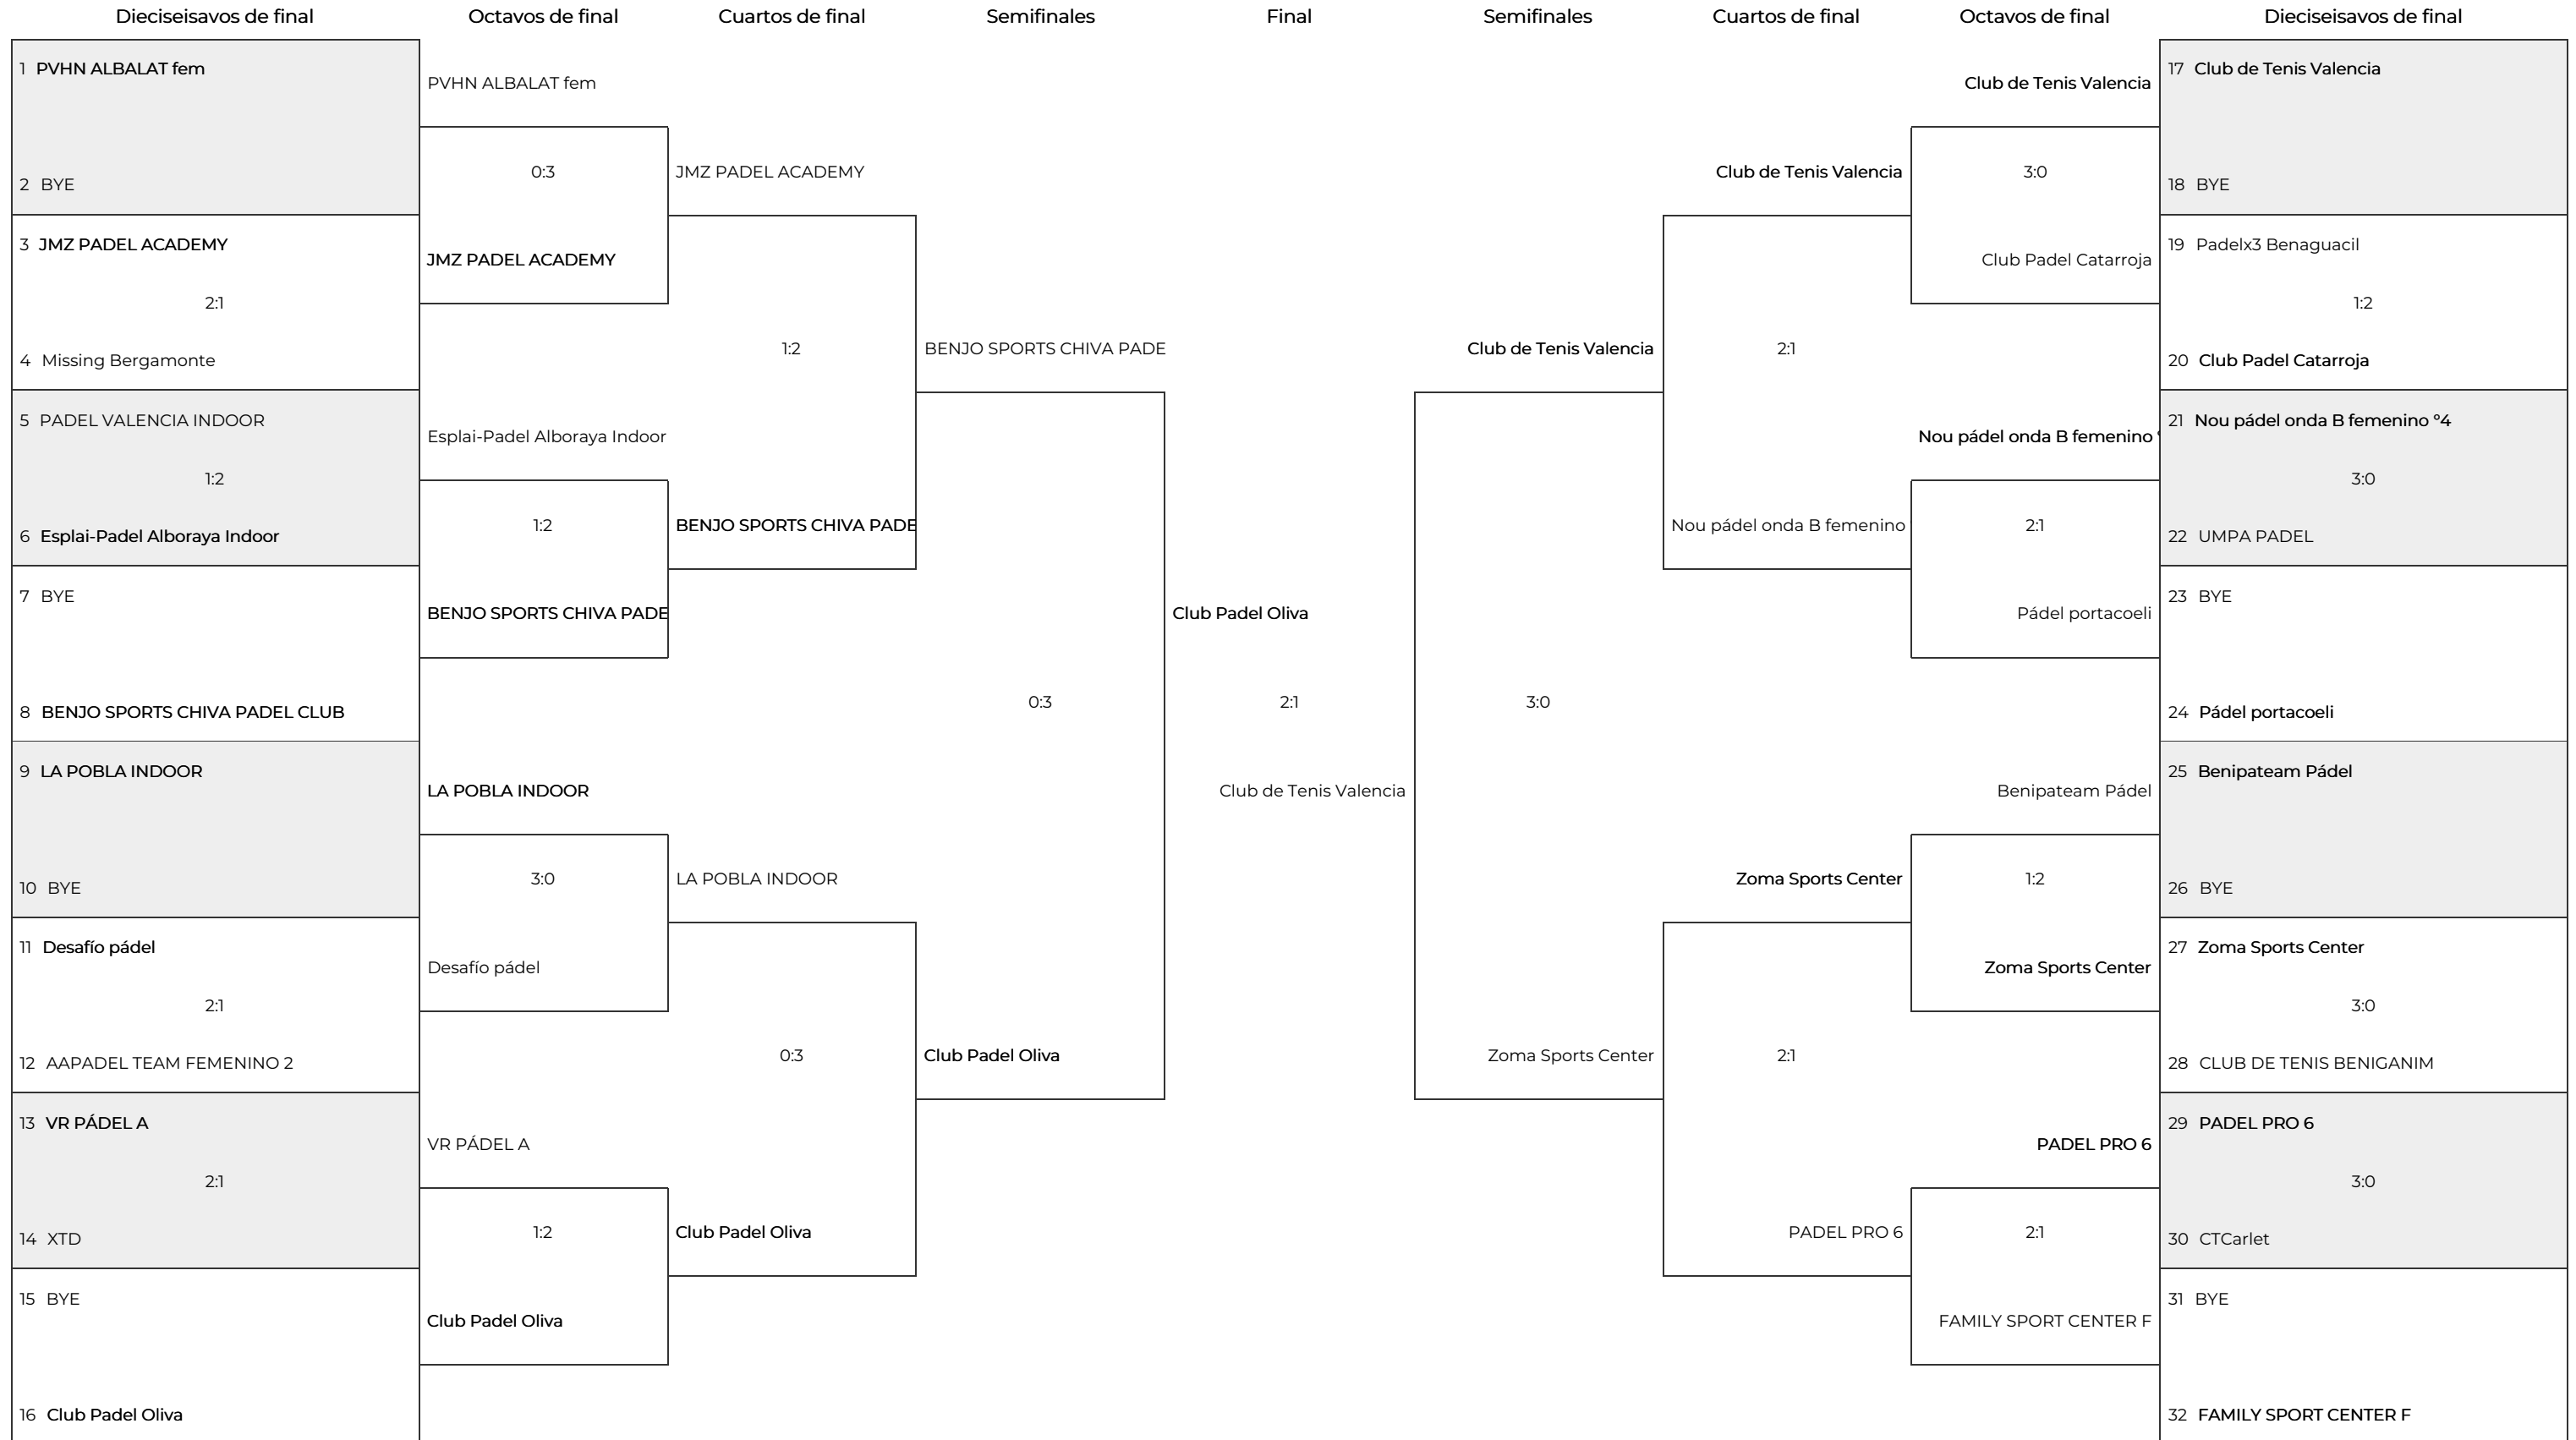 Dieciseisavos de final
Octavos de final
Cuartos de final
Semifinales
Final
Semifinales
Cuartos de final
Octavos de final
Dieciseisavos de final
1 PVHN ALBALAT fem
2 BYE
3 JMZ PADEL ACADEMY
2:1
4 Missing Bergamonte
5 PADEL VALENCIA INDOOR
1:2
6 Esplai-Padel Alboraya Indoor
7 BYE
8 BENJO SPORTS CHIVA PADEL CLUB
9 LA POBLA INDOOR
10 BYE
11 Desafío pádel
2:1
12 AAPADEL TEAM FEMENINO 2
13 VR PÁDEL A
2:1
14 XTD
15 BYE
16 Club Padel Oliva
PVHN ALBALAT fem
0:3
JMZ PADEL ACADEMY
Esplai-Padel Alboraya Indoor
1:2
BENJO SPORTS CHIVA PADE
LA POBLA INDOOR
3:0
Desafío pádel
VR PÁDEL A
1:2
Club Padel Oliva
JMZ PADEL ACADEMY
1:2
BENJO SPORTS CHIVA PADE
LA POBLA INDOOR
0:3
Club Padel Oliva
BENJO SPORTS CHIVA PADE
0:3
Club Padel Oliva
Club Padel Oliva
2:1
Club de Tenis Valencia
Club de Tenis Valencia
3:0
Zoma Sports Center
Club de Tenis Valencia
2:1
Nou pádel onda B femenino
Zoma Sports Center
2:1
PADEL PRO 6
Club de Tenis Valencia
3:0
Club Padel Catarroja
Nou pádel onda B femenino
2:1
Pádel portacoeli
Benipateam Pádel
1:2
Zoma Sports Center
PADEL PRO 6
2:1
FAMILY SPORT CENTER F
17 Club de Tenis Valencia
18 BYE
19 Padelx3 Benaguacil
1:2
20 Club Padel Catarroja
21 Nou pádel onda B femenino º4
3:0
22 UMPA PADEL
23 BYE
24 Pádel portacoeli
25 Benipateam Pádel
26 BYE
27 Zoma Sports Center
3:0
28 CLUB DE TENIS BENIGANIM
29 PADEL PRO 6
3:0
30 CTCarlet
31 BYE
32 FAMILY SPORT CENTER F